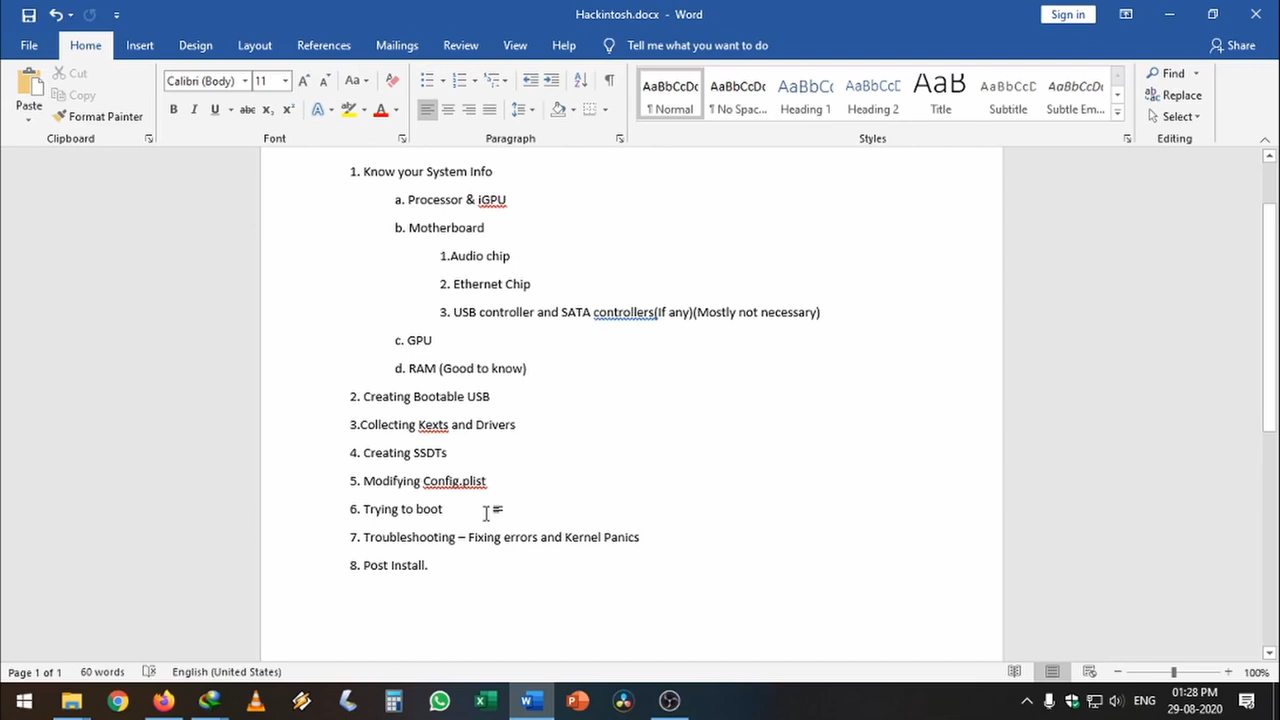 Hackintosh.docx - Word
Sign in
File Home Insert Design Layout References Mailings Review View Help Tell me what you want to do Share
Paste
Cut
Copy
Format Painter
Clipboard
Calibri (Body) 11
Aa
B I U abc x₂ x²
A ab A
Font
Paragraph
AaBbCcDc AaBbCcDc AaBbCc AaBbCcD AaB AaBbCcD AaBbCcDc
¶ Normal ¶ No Spac... Heading 1 Heading 2 Title Subtitle Subtle Em...
Styles
Find
Replace
Select
Editing
1. Know your System Info
a. Processor & iGPU
b. Motherboard
1.Audio chip
2. Ethernet Chip
3. USB controller and SATA controllers(If any)(Mostly not necessary)
c. GPU
d. RAM (Good to know)
2. Creating Bootable USB
3.Collecting Kexts and Drivers
4. Creating SSDTs
5. Modifying Config.plist
6. Trying to boot
7. Troubleshooting – Fixing errors and Kernel Panics
8. Post Install.
Page 1 of 1 60 words English (United States) 100%
ENG
01:28 PM
29-08-2020